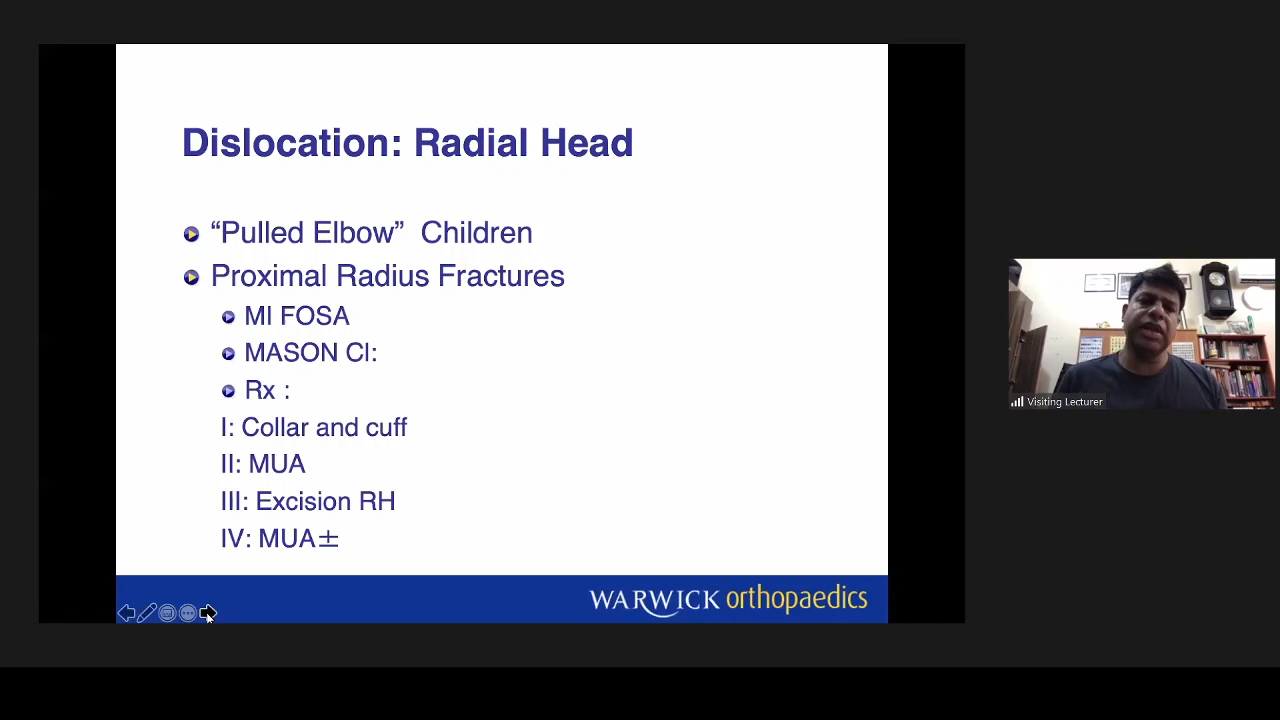 Dislocation: Radial Head
“Pulled Elbow”  Children
Proximal Radius Fractures
MI FOSA
MASON Cl:
Rx :
I: Collar and cuff
II: MUA
III: Excision RH
IV: MUA±
WARWICK orthopaedics
Visiting Lecturer